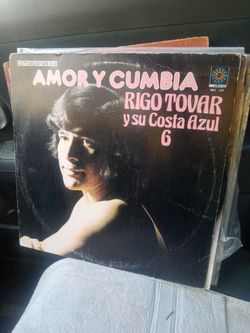 AMOR Y CUMBIA
RIGO TOVAR
y su Costa Azul
6
MELODY